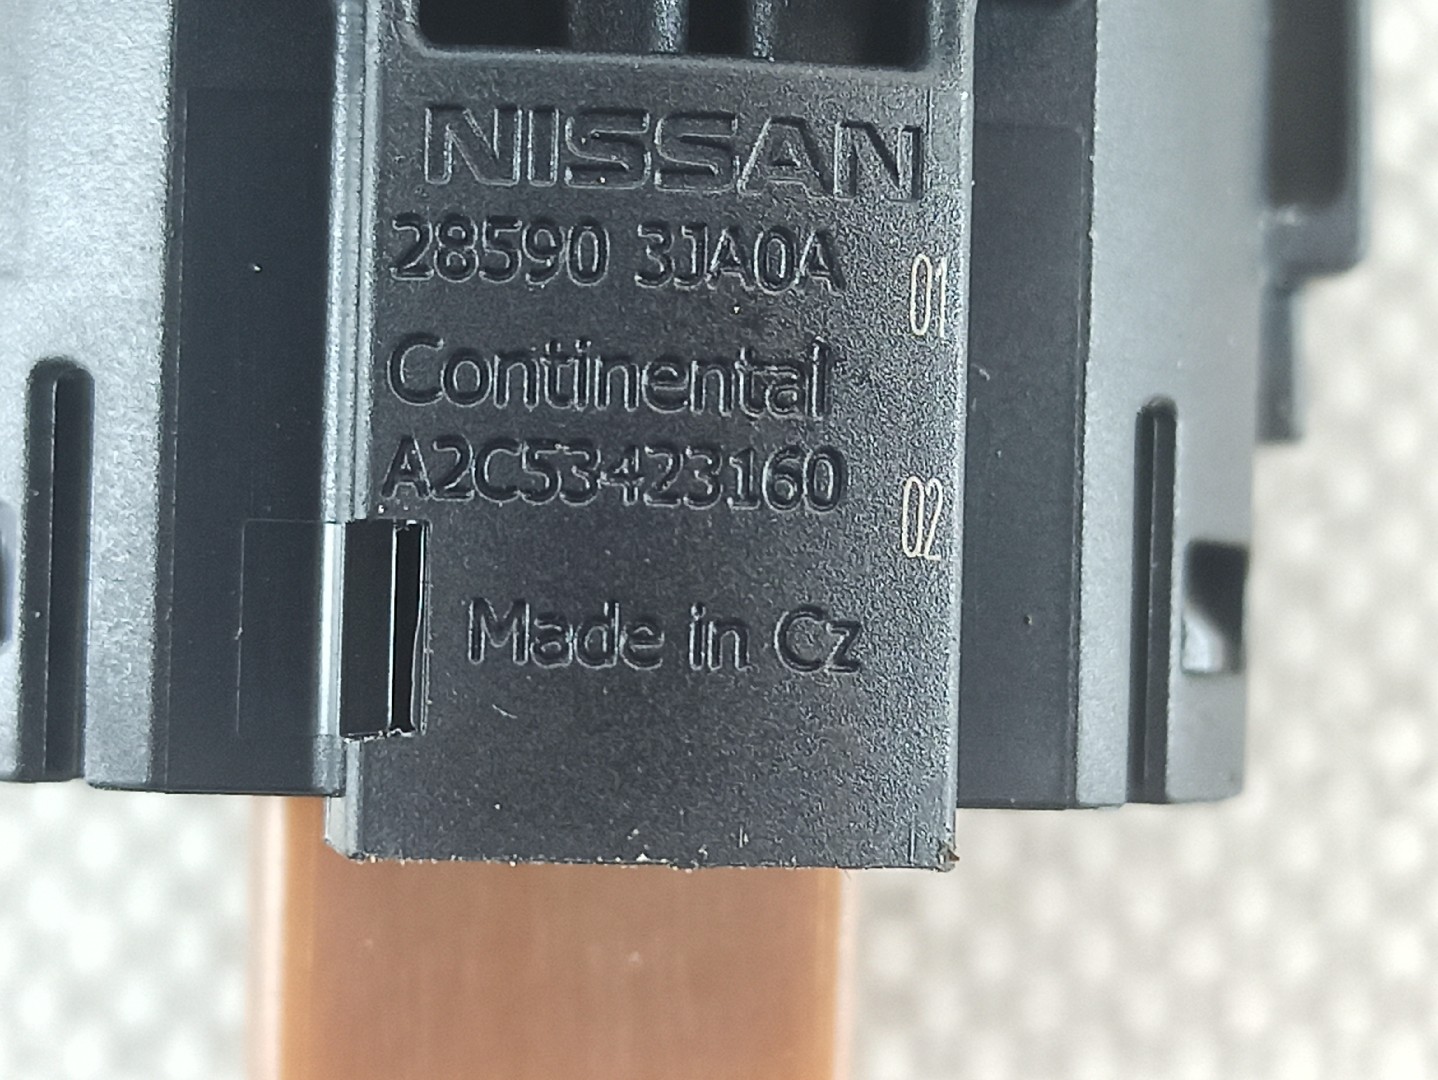 NISSAN
28590 3JA0A
01
Continental
A2C53423160
02
Made in Cz